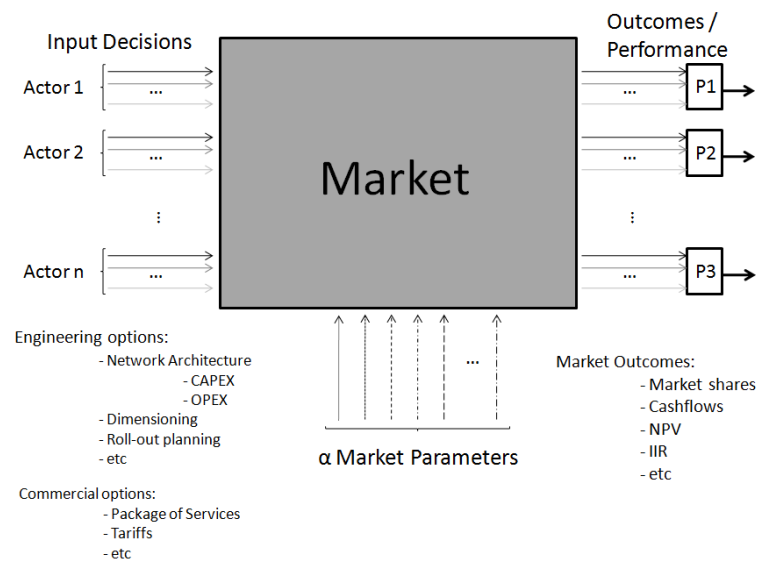 Input Decisions
Outcomes /
Performance
Actor 1
...
...
P1
Actor 2
...
...
P2
Market
...
...
Actor n
...
...
P3
...
α Market Parameters
Engineering options:
- Network Architecture
- CAPEX
- OPEX
- Dimensioning
- Roll-out planning
- etc
Commercial options:
- Package of Services
- Tariffs
- etc
Market Outcomes:
- Market shares
- Cashflows
- NPV
- IIR
- etc